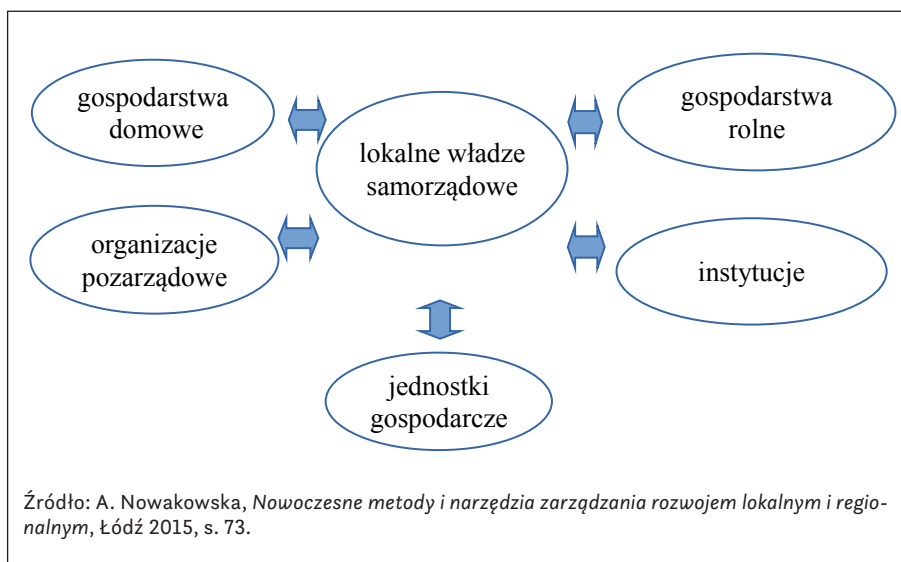 gospodarstwa
domowe
lokalne władze
samorządowe
gospodarstwa
rolne
organizacje
pozarządowe
instytucje
jednostki
gospodarcze
Źródło: A. Nowakowska, Nowoczesne metody i narzędzia zarządzania rozwojem lokalnym i regio-
nalnym, Łódź 2015, s. 73.